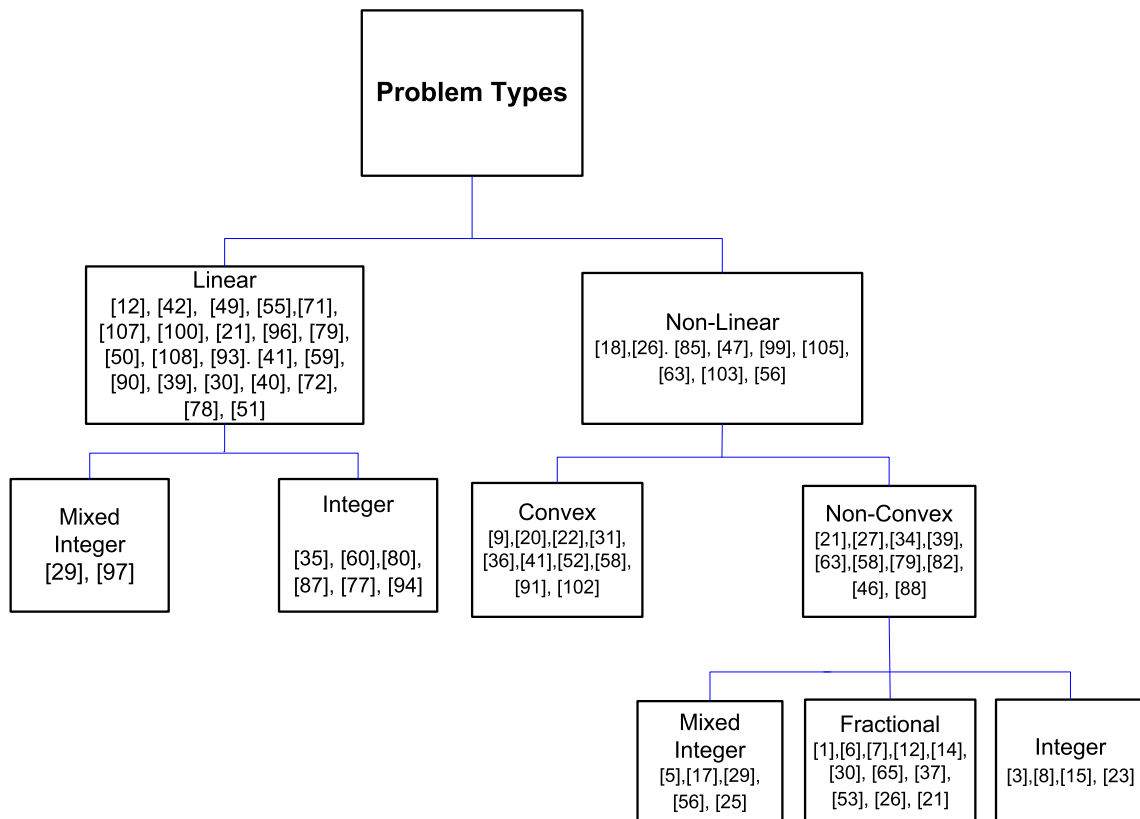 Problem Types
Linear
[12], [42],  [49], [55],[71],
[107], [100], [21], [96], [79],
[50], [108], [93]. [41], [59],
[90], [39], [30], [40], [72],
[78], [51]
Non-Linear
[18],[26]. [85], [47], [99], [105],
[63], [103], [56]
Mixed
Integer
[29], [97]
Integer
[35], [60],[80],
[87], [77], [94]
Convex
[9],[20],[22],[31],
[36],[41],[52],[58],
[91], [102]
Non-Convex
[21],[27],[34],[39],
[63],[58],[79],[82],
[46], [88]
Mixed
Integer
[5],[17],[29],
[56], [25]
Fractional
[1],[6],[7],[12],[14],
[30], [65], [37],
[53], [26], [21]
Integer
[3],[8],[15], [23]